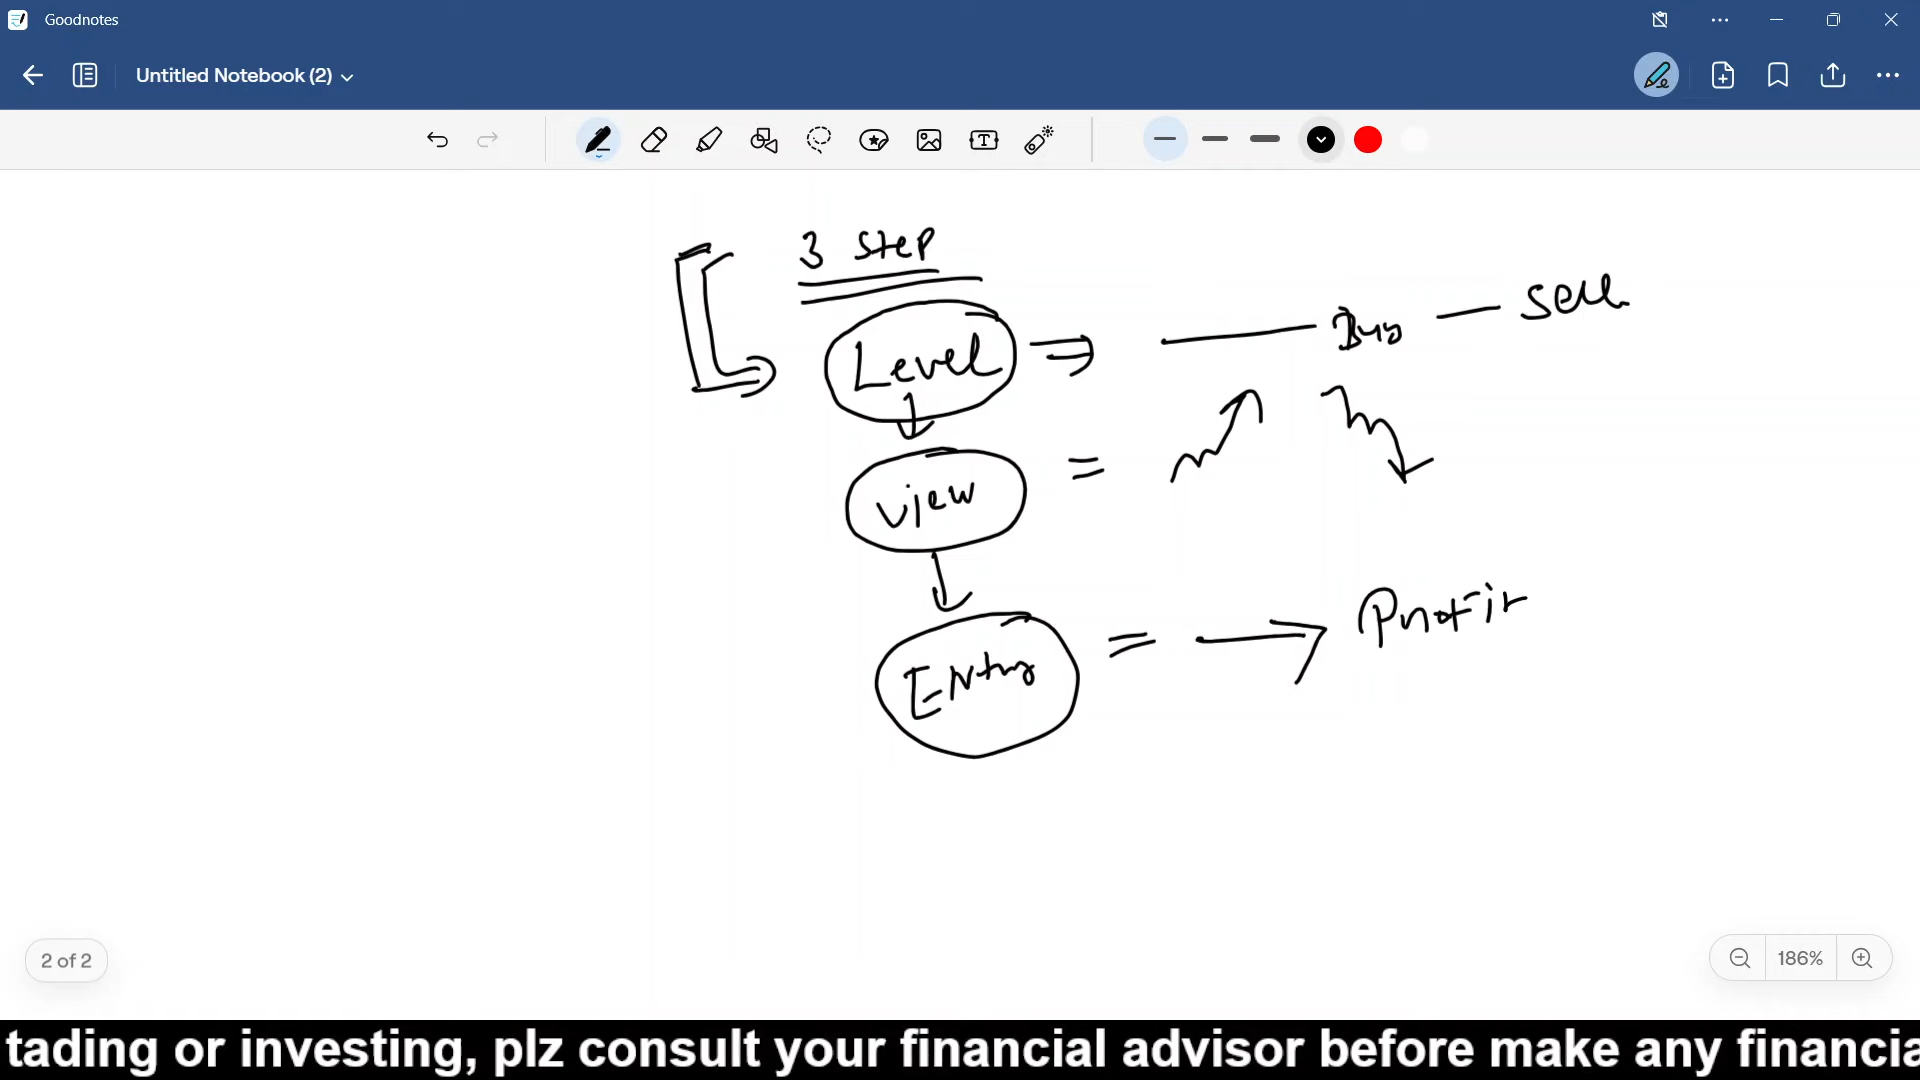 Goodnotes
Untitled Notebook (2)
3 Step
Level ⇒ — Buy — Sell
View =
Entry = → Profit
2 of 2
186%
tading or investing, plz consult your financial advisor before make any financia